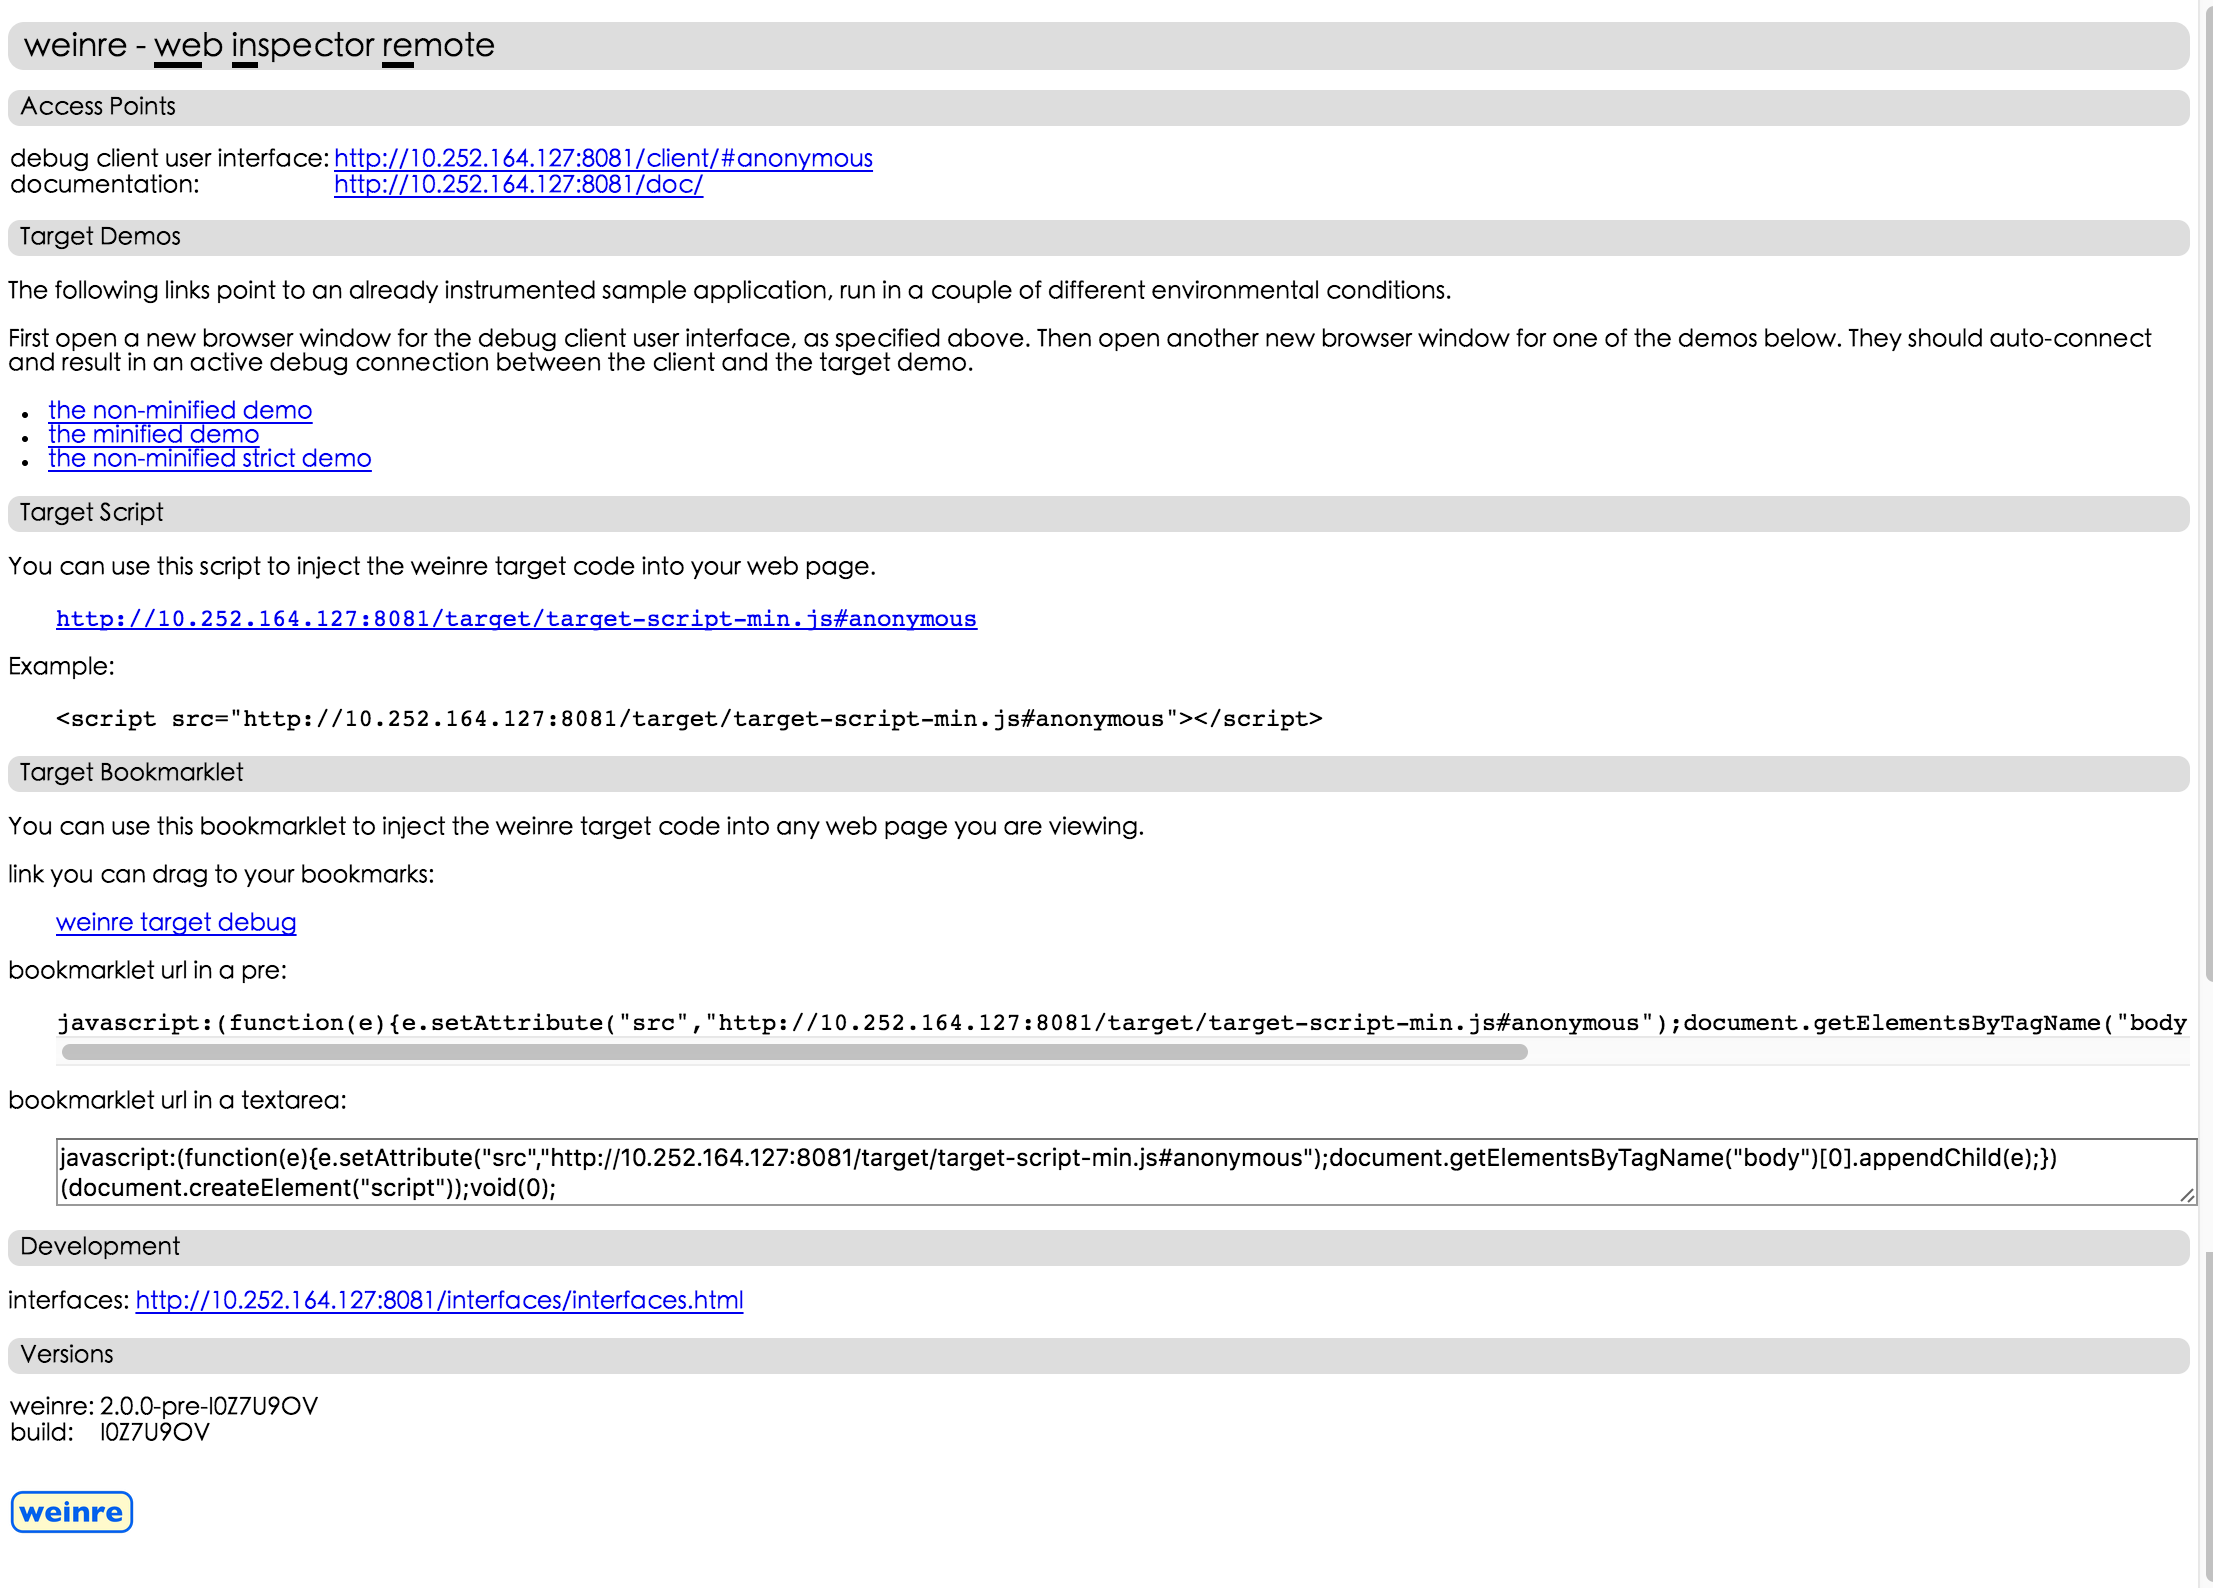 weinre - web inspector remote
Access Points
debug client user interface: http://10.252.164.127:8081/client/#anonymous
documentation: http://10.252.164.127:8081/doc/
Target Demos
The following links point to an already instrumented sample application, run in a couple of different environmental conditions.
First open a new browser window for the debug client user interface, as specified above. Then open another new browser window for one of the demos below. They should auto-connect
and result in an active debug connection between the client and the target demo.
• the non-minified demo
• the minified demo
• the non-minified strict demo
Target Script
You can use this script to inject the weinre target code into your web page.
http://10.252.164.127:8081/target/target-script-min.js#anonymous
Example:
<script src="http://10.252.164.127:8081/target/target-script-min.js#anonymous"></script>
Target Bookmarklet
You can use this bookmarklet to inject the weinre target code into any web page you are viewing.
link you can drag to your bookmarks:
weinre target debug
bookmarklet url in a pre:
javascript:(function(e){e.setAttribute("src","http://10.252.164.127:8081/target/target-script-min.js#anonymous");document.getElementsByTagName("body
bookmarklet url in a textarea:
javascript:(function(e){e.setAttribute("src","http://10.252.164.127:8081/target/target-script-min.js#anonymous");document.getElementsByTagName("body")[0].appendChild(e);})
(document.createElement("script"));void(0);
Development
interfaces: http://10.252.164.127:8081/interfaces/interfaces.html
Versions
weinre: 2.0.0-pre-I0Z7U9OV
build: I0Z7U9OV
weinre